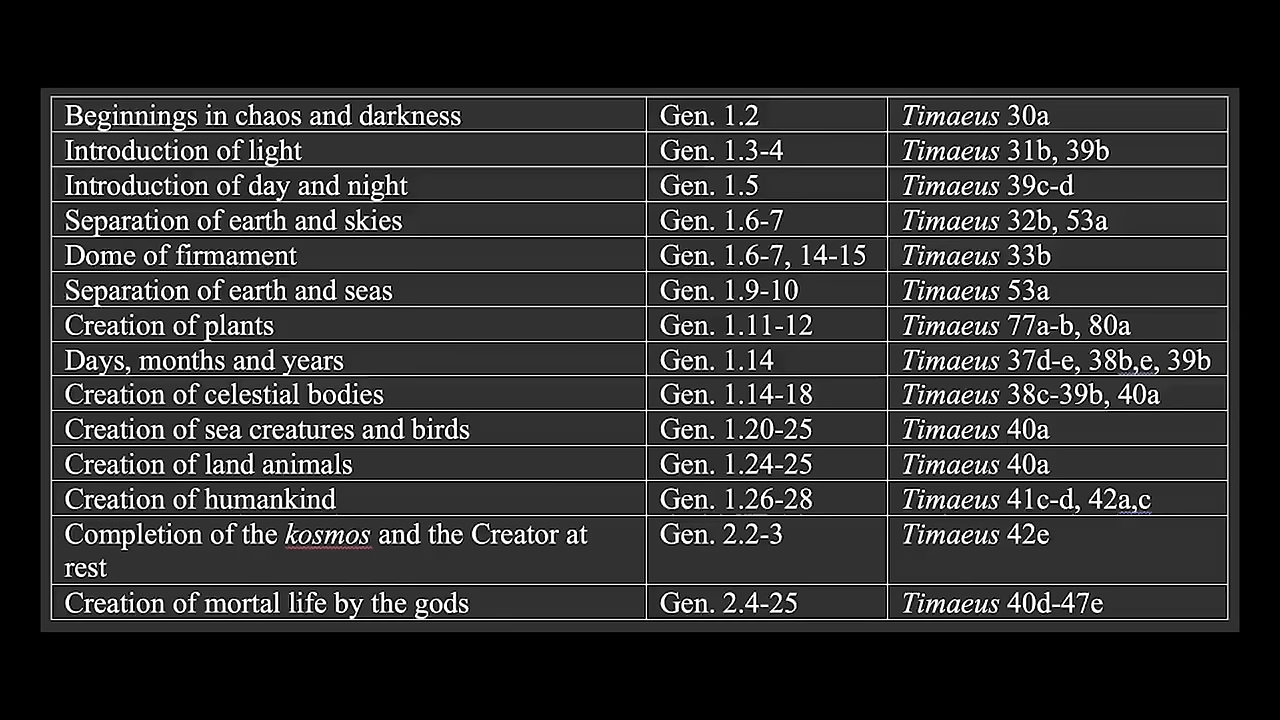 Beginnings in chaos and darkness Gen. 1.2 Timaeus 30a
Introduction of light Gen. 1.3-4 Timaeus 31b, 39b
Introduction of day and night Gen. 1.5 Timaeus 39c-d
Separation of earth and skies Gen. 1.6-7 Timaeus 32b, 53a
Dome of firmament Gen. 1.6-7, 14-15 Timaeus 33b
Separation of earth and seas Gen. 1.9-10 Timaeus 53a
Creation of plants Gen. 1.11-12 Timaeus 77a-b, 80a
Days, months and years Gen. 1.14 Timaeus 37d-e, 38b,e, 39b
Creation of celestial bodies Gen. 1.14-18 Timaeus 38c-39b, 40a
Creation of sea creatures and birds Gen. 1.20-25 Timaeus 40a
Creation of land animals Gen. 1.24-25 Timaeus 40a
Creation of humankind Gen. 1.26-28 Timaeus 41c-d, 42a,c
Completion of the kosmos and the Creator at Gen. 2.2-3 Timaeus 42e
rest
Creation of mortal life by the gods Gen. 2.4-25 Timaeus 40d-47e